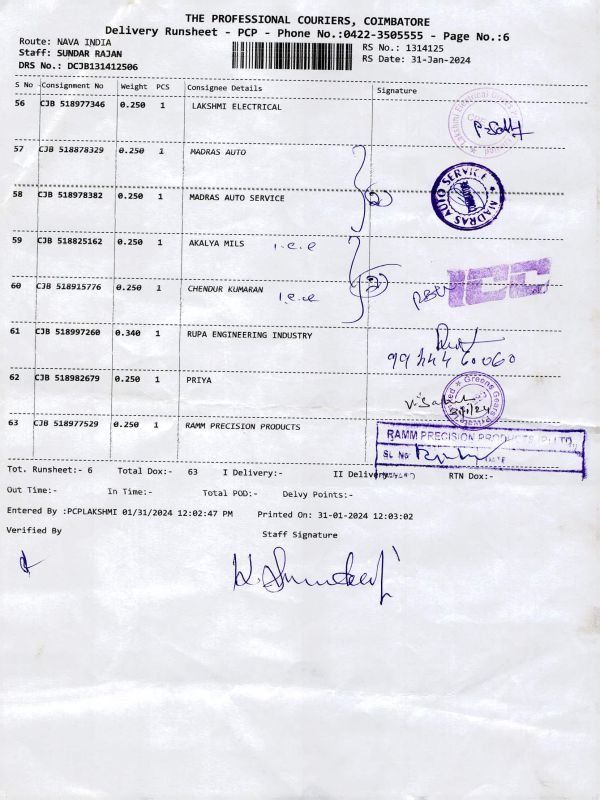 THE PROFESSIONAL COURIERS, COIMBATORE
Delivery Runsheet - PCP - Phone No.:0422-3505555 - Page No.:6
Route: NAVA INDIA
RS No.: 1314125
Staff: SUNDAR RAJAN
RS Date: 31-Jan-2024
DRS No.: DCJB131412506
S No Consignment No Weight PCS Consignee Details Signature
56 CJB 518977346 0.250 1 LAKSHMI ELECTRICAL
57 CJB 518878329 0.250 1 MADRAS AUTO
58 CJB 518978382 0.250 1 MADRAS AUTO SERVICE 2
MADRAS AUTO SERVICE
59 CJB 518825162 0.250 1 AKALYA MILS i.c.c
60 CJB 518915776 0.250 1 CHENDUR KUMARAN i.c.c 2
ICC
61 CJB 518997260 0.340 1 RUPA ENGINEERING INDUSTRY
99444 60060
62 CJB 518982679 0.250 1 PRIYA
63 CJB 518977529 0.250 1 RAMM PRECISION PRODUCTS
RAMM PRECISION PRODUCTS (P) LTD.
SL NO
Tot. Runsheet:- 6 Total Dox:- 63 I Delivery:- II Delivery:- RTN Dox:-
Out Time:- In Time:- Total POD:- Delvy Points:-
Entered By :PCPLAKSHMI 01/31/2024 12:02:47 PM Printed On: 31-01-2024 12:03:02
Verified By Staff Signature